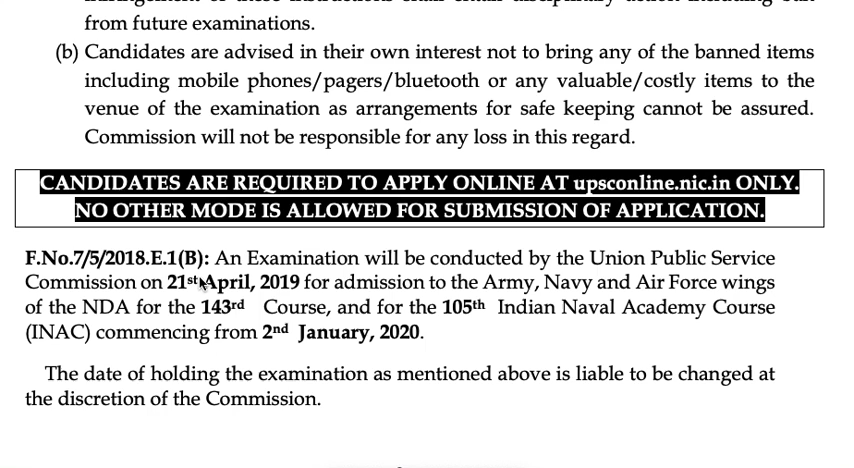 from future examinations.
(b) Candidates are advised in their own interest not to bring any of the banned items
including mobile phones/pagers/bluetooth or any valuable/costly items to the
venue of the examination as arrangements for safe keeping cannot be assured.
Commission will not be responsible for any loss in this regard.
CANDIDATES ARE REQUIRED TO APPLY ONLINE AT upsconline.nic.in ONLY.
NO OTHER MODE IS ALLOWED FOR SUBMISSION OF APPLICATION.
F.No.7/5/2018.E.1(B): An Examination will be conducted by the Union Public Service
Commission on 21st April, 2019 for admission to the Army, Navy and Air Force wings
of the NDA for the 143rd Course, and for the 105th Indian Naval Academy Course
(INAC) commencing from 2nd January, 2020.
The date of holding the examination as mentioned above is liable to be changed at
the discretion of the Commission.